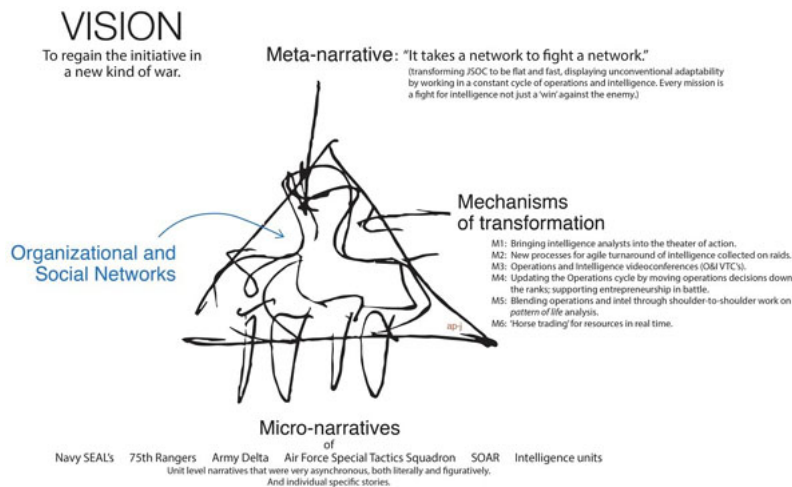 VISION
To regain the initiative in
a new kind of war.
Meta-narrative: "It takes a network to fight a network."
(transforming JSOC to be flat and fast, displaying unconventional adaptability
by working in a constant cycle of operations and intelligence. Every mission is
a fight for intelligence not just a 'win' against the enemy.)
Organizational and
Social Networks
Mechanisms
of transformation
M1: Bringing intelligence analysts into the theater of action.
M2: New processes for agile turnaround of intelligence collected on raids.
M3: Operations and Intelligence videoconferences (O&I VTC's).
M4: Updating the Operations cycle by moving operations decisions down
the ranks; supporting entrepreneurship in battle.
M5: Blending operations and intel through shoulder-to-shoulder work on
pattern of life analysis.
M6: 'Horse trading' for resources in real time.
ap-j
Micro-narratives
of
Navy SEAL's 75th Rangers Army Delta Air Force Special Tactics Squadron SOAR Intelligence units
Unit level narratives that were very asynchronous, both literally and figuratively.
And individual specific stories.